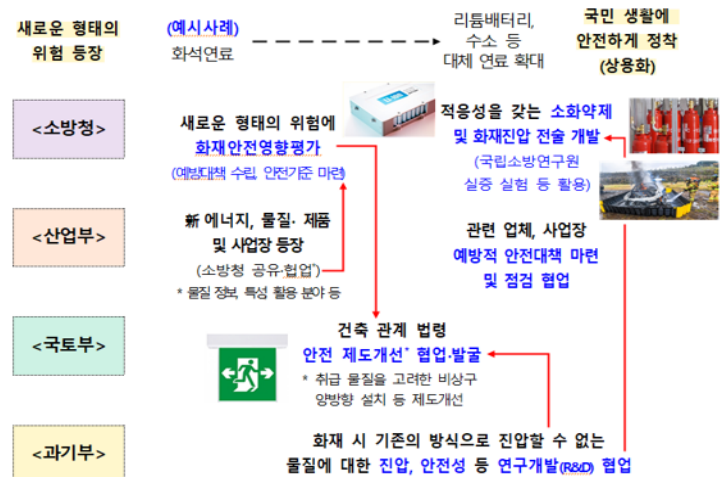 새로운 형태의
위험 등장
(예시사례)
화석연료
리튬배터리,
수소 등
대체 연료 확대
국민 생활에
안전하게 정착
(상용화)
<소방청>
새로운 형태의 위험에
화재안전영향평가
(예방대책 수립, 안전기준 마련)
적응성을 갖는 소화약제
및 화재진압 전술 개발
(국립소방연구원
실증 실험 등 활용)
<산업부>
新 에너지, 물질· 제품
및 사업장 등장
(소방청 공유·협업*)
* 물질 정보, 특성 활용 분야 등
관련 업체, 사업장
예방적 안전대책 마련
및 점검 협업
<국토부>
건축 관계 법령
안전 제도개선* 협업·발굴
* 취급 물질을 고려한 비상구
양방향 설치 등 제도개선
<과기부>
화재 시 기존의 방식으로 진압할 수 없는
물질에 대한 진압, 안전성 등 연구개발(R&D) 협업